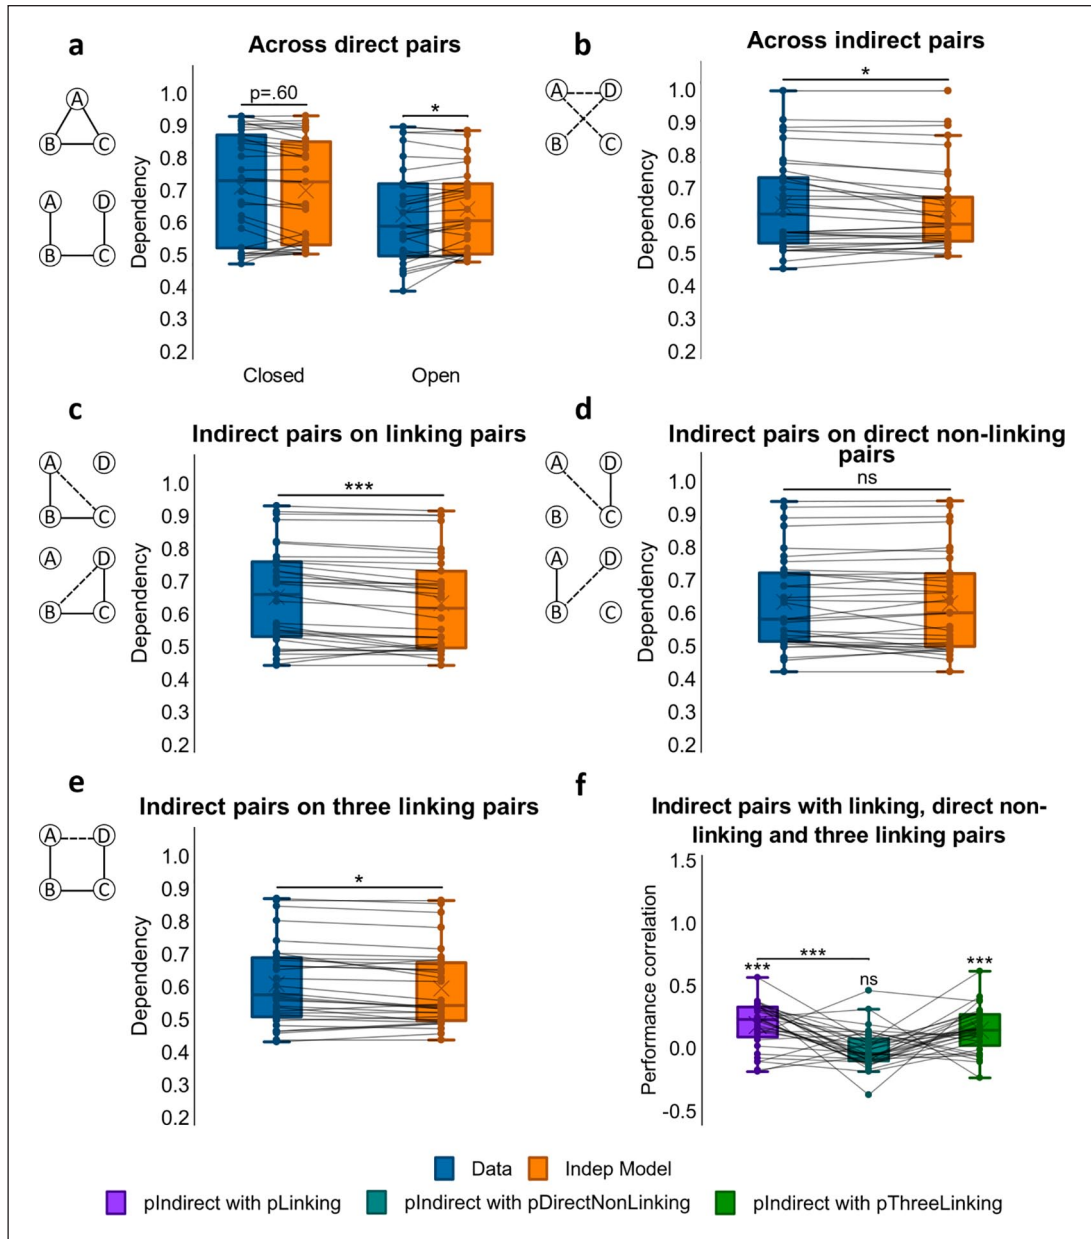 a
Across direct pairs
A
B C
A D
B C
Dependency
1.0
0.9
0.8
0.7
0.6
0.5
0.4
0.3
0.2
p=.60
*
Closed
Open
b
Across indirect pairs
A D
B C
Dependency
1.0
0.9
0.8
0.7
0.6
0.5
0.4
0.3
0.2
*
c
Indirect pairs on linking pairs
A D
B C
A D
B C
Dependency
1.0
0.9
0.8
0.7
0.6
0.5
0.4
0.3
0.2
***
d
Indirect pairs on direct non-linking
pairs
A D
B C
A D
B C
Dependency
1.0
0.9
0.8
0.7
0.6
0.5
0.4
0.3
0.2
ns
e
Indirect pairs on three linking pairs
A D
B C
Dependency
1.0
0.9
0.8
0.7
0.6
0.5
0.4
0.3
0.2
*
f
Indirect pairs with linking, direct non-
linking and three linking pairs
Performance correlation
1.5
1.0
0.5
0.0
-0.5
***
***
ns
***
Data Indep Model
pIndirect with pLinking pIndirect with pDirectNonLinking pIndirect with pThreeLinking